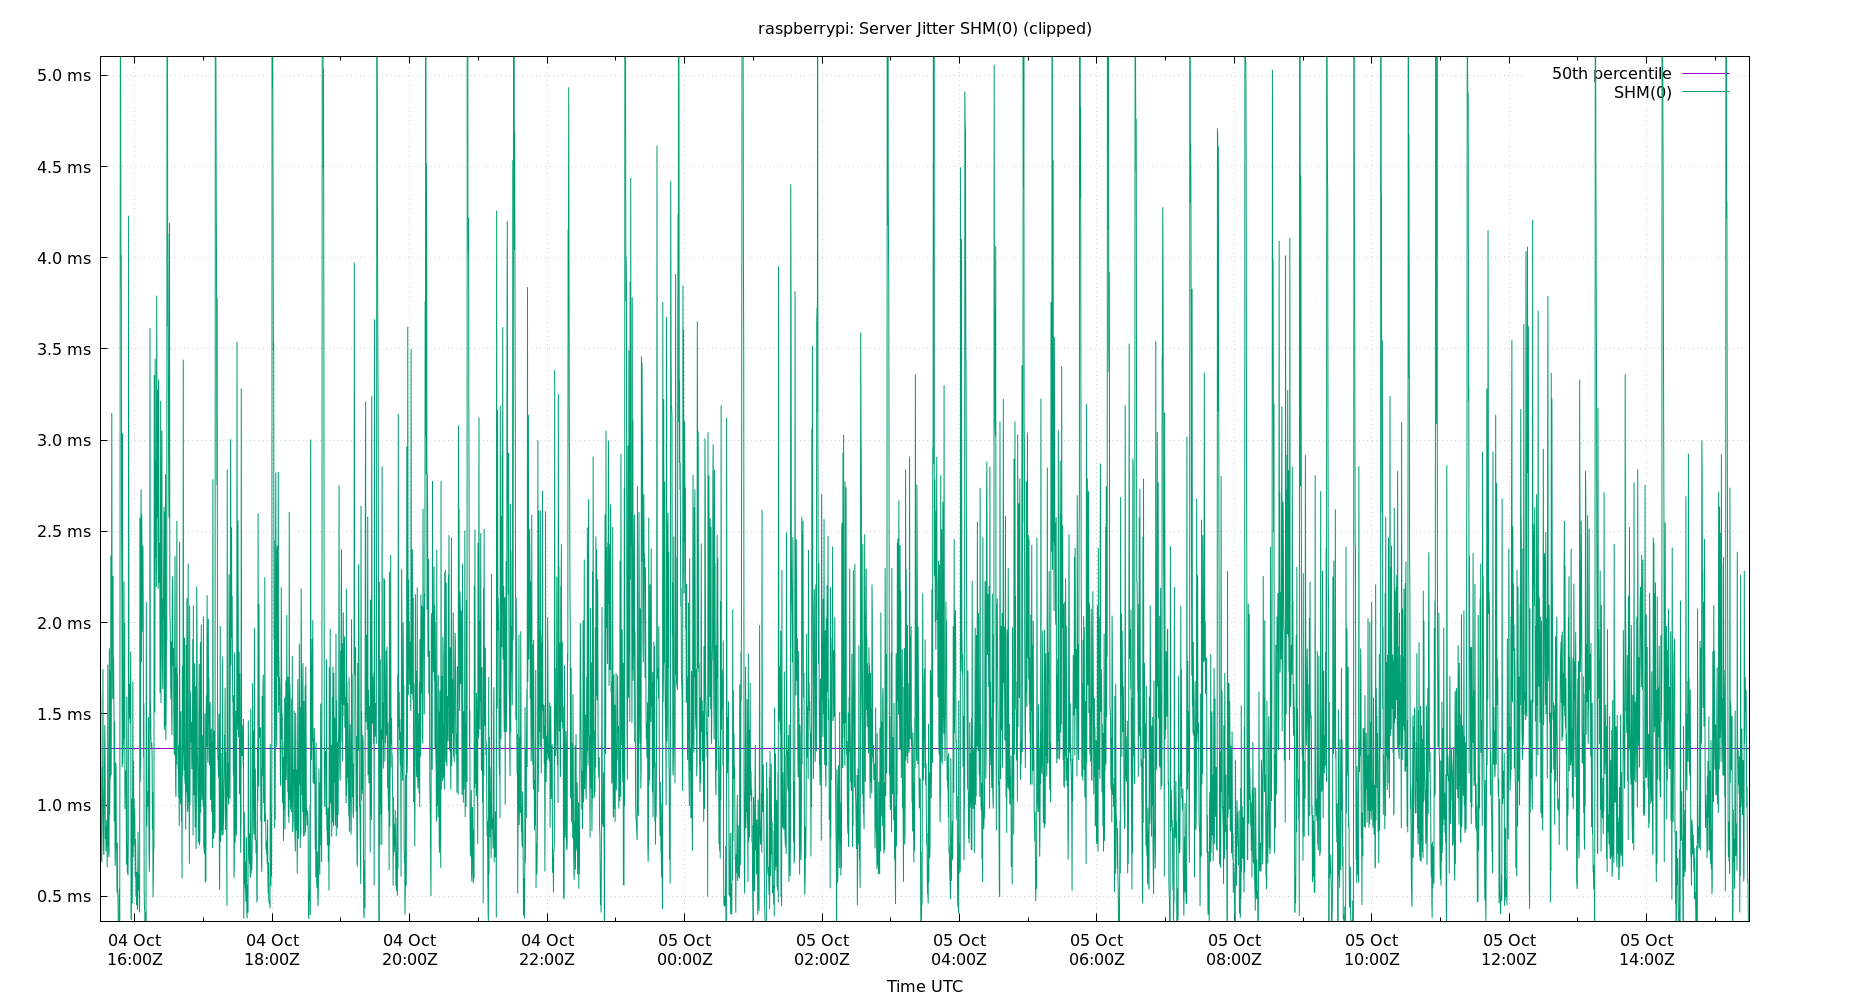 raspberrypi: Server Jitter SHM(0) (clipped)
50th percentile
SHM(0)
5.0 ms
4.5 ms
4.0 ms
3.5 ms
3.0 ms
2.5 ms
2.0 ms
1.5 ms
1.0 ms
0.5 ms
04 Oct 04 Oct 04 Oct 04 Oct 05 Oct 05 Oct 05 Oct 05 Oct 05 Oct 05 Oct 05 Oct 05 Oct
16:00Z 18:00Z 20:00Z 22:00Z 00:00Z 02:00Z 04:00Z 06:00Z 08:00Z 10:00Z 12:00Z 14:00Z
Time UTC